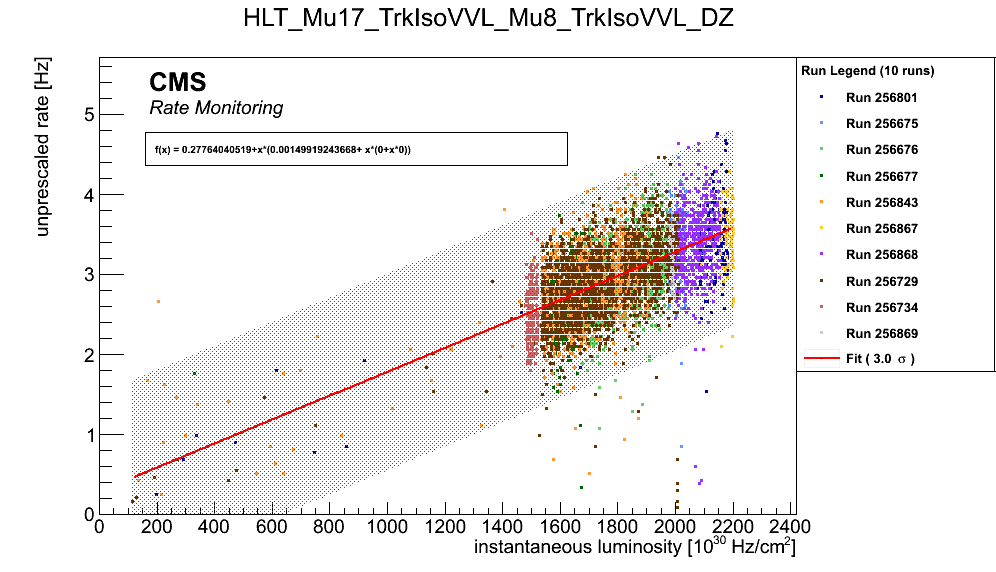 HLT_Mu17_TrkIsoVVL_Mu8_TrkIsoVVL_DZ
unprescaled rate [Hz]
CMS
Rate Monitoring
f(x) = 0.27764040519+x*(0.00149919243668+ x*(0+x*0))
5
4
3
2
1
0
0 200 400 600 800 1000 1200 1400 1600 1800 2000 2200 2400
instantaneous luminosity [10^30 Hz/cm^2]
Run Legend (10 runs)
Run 256801
Run 256675
Run 256676
Run 256677
Run 256843
Run 256867
Run 256868
Run 256729
Run 256734
Run 256869
Fit ( 3.0 σ )